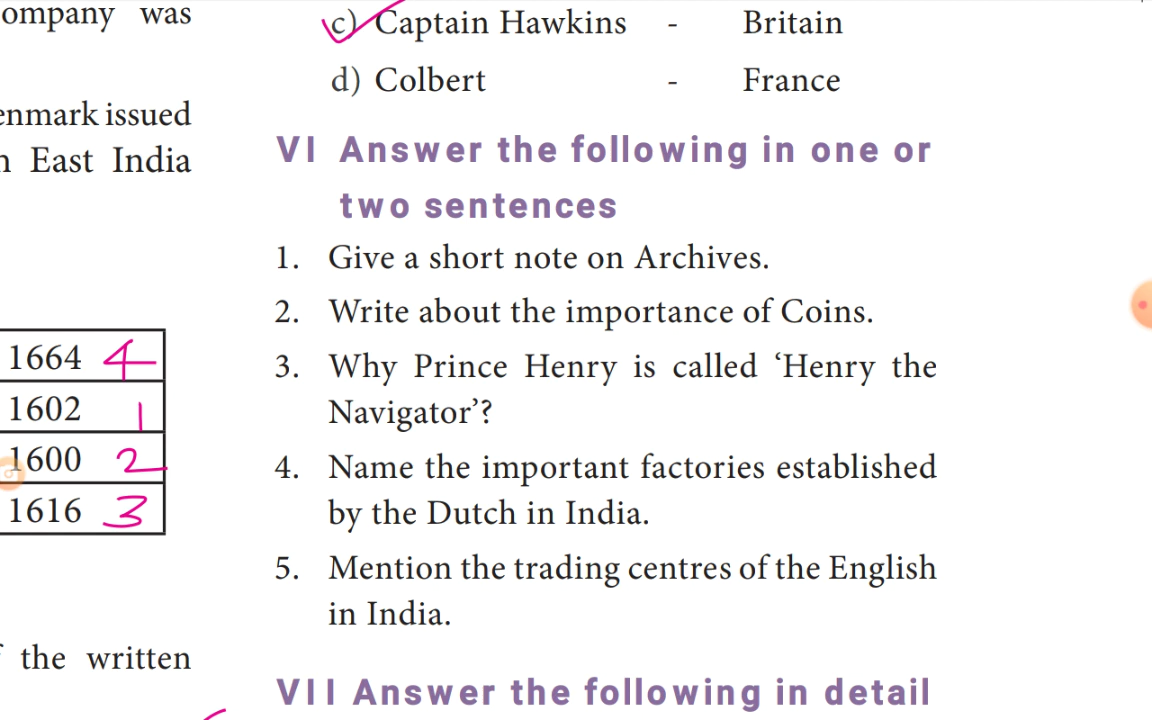 ompany was
enmark issued
East India
1664 4
1602 1
1600 2
1616 3
the written
c) Captain Hawkins - Britain
d) Colbert - France
VI Answer the following in one or
two sentences
1. Give a short note on Archives.
2. Write about the importance of Coins.
3. Why Prince Henry is called ‘Henry the
Navigator’?
4. Name the important factories established
by the Dutch in India.
5. Mention the trading centres of the English
in India.
VII Answer the following in detail